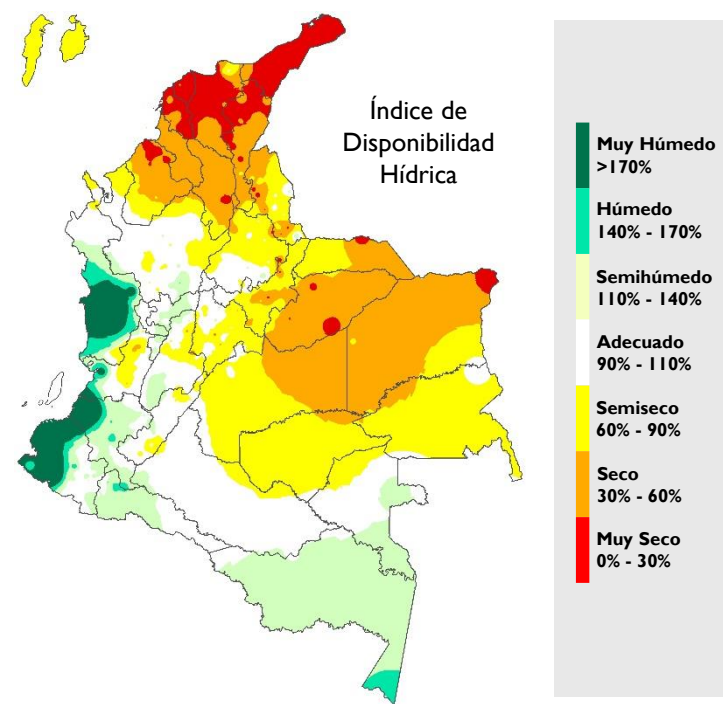 Índice de
Disponibilidad
Hídrica
Muy Húmedo
>170%
Húmedo
140% - 170%
Semihúmedo
110% - 140%
Adecuado
90% - 110%
Semiseco
60% - 90%
Seco
30% - 60%
Muy Seco
0% - 30%